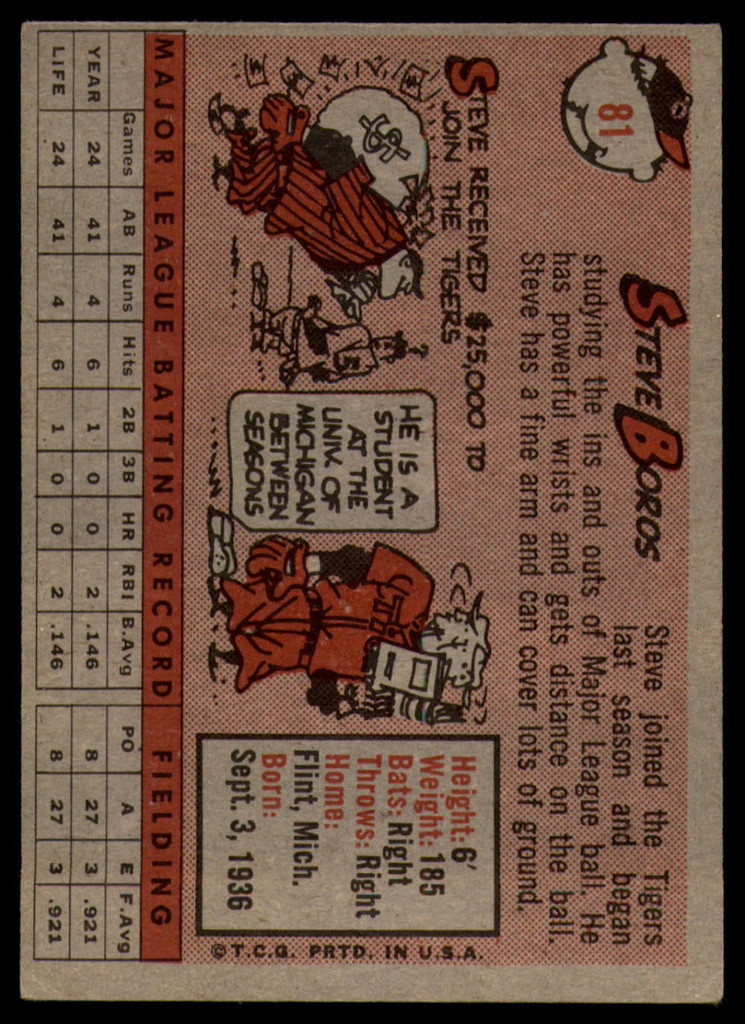 81
STEVE BOROS
Steve joined the Tigers
last season and began
studying the ins and outs of Major League ball. He
has powerful wrists and gets distance on the ball.
Steve has a fine arm and can cover lots of ground
STEVE RECEIVED $25,000 TO
JOIN THE TIGERS
$
HE IS A
STUDENT
AT THE
UNIV. OF
MICHIGAN
BETWEEN
SEASONS
Height: 6'
Weight: 185
Bats: Right
Throws: Right
Home:
Flint, Mich.
Born:
Sept. 3, 1936
© T.C.G. PRTD. IN U.S.A.
MAJOR LEAGUE BATTING RECORD FIELDING
Games AB Runs Hits 2B 3B HR RBI B.Avg PO A E F.Avg
YEAR 24 41 4 6 1 0 0 2 .146 8 27 3 .921
LIFE 24 41 4 6 1 0 0 2 .146 8 27 3 .921